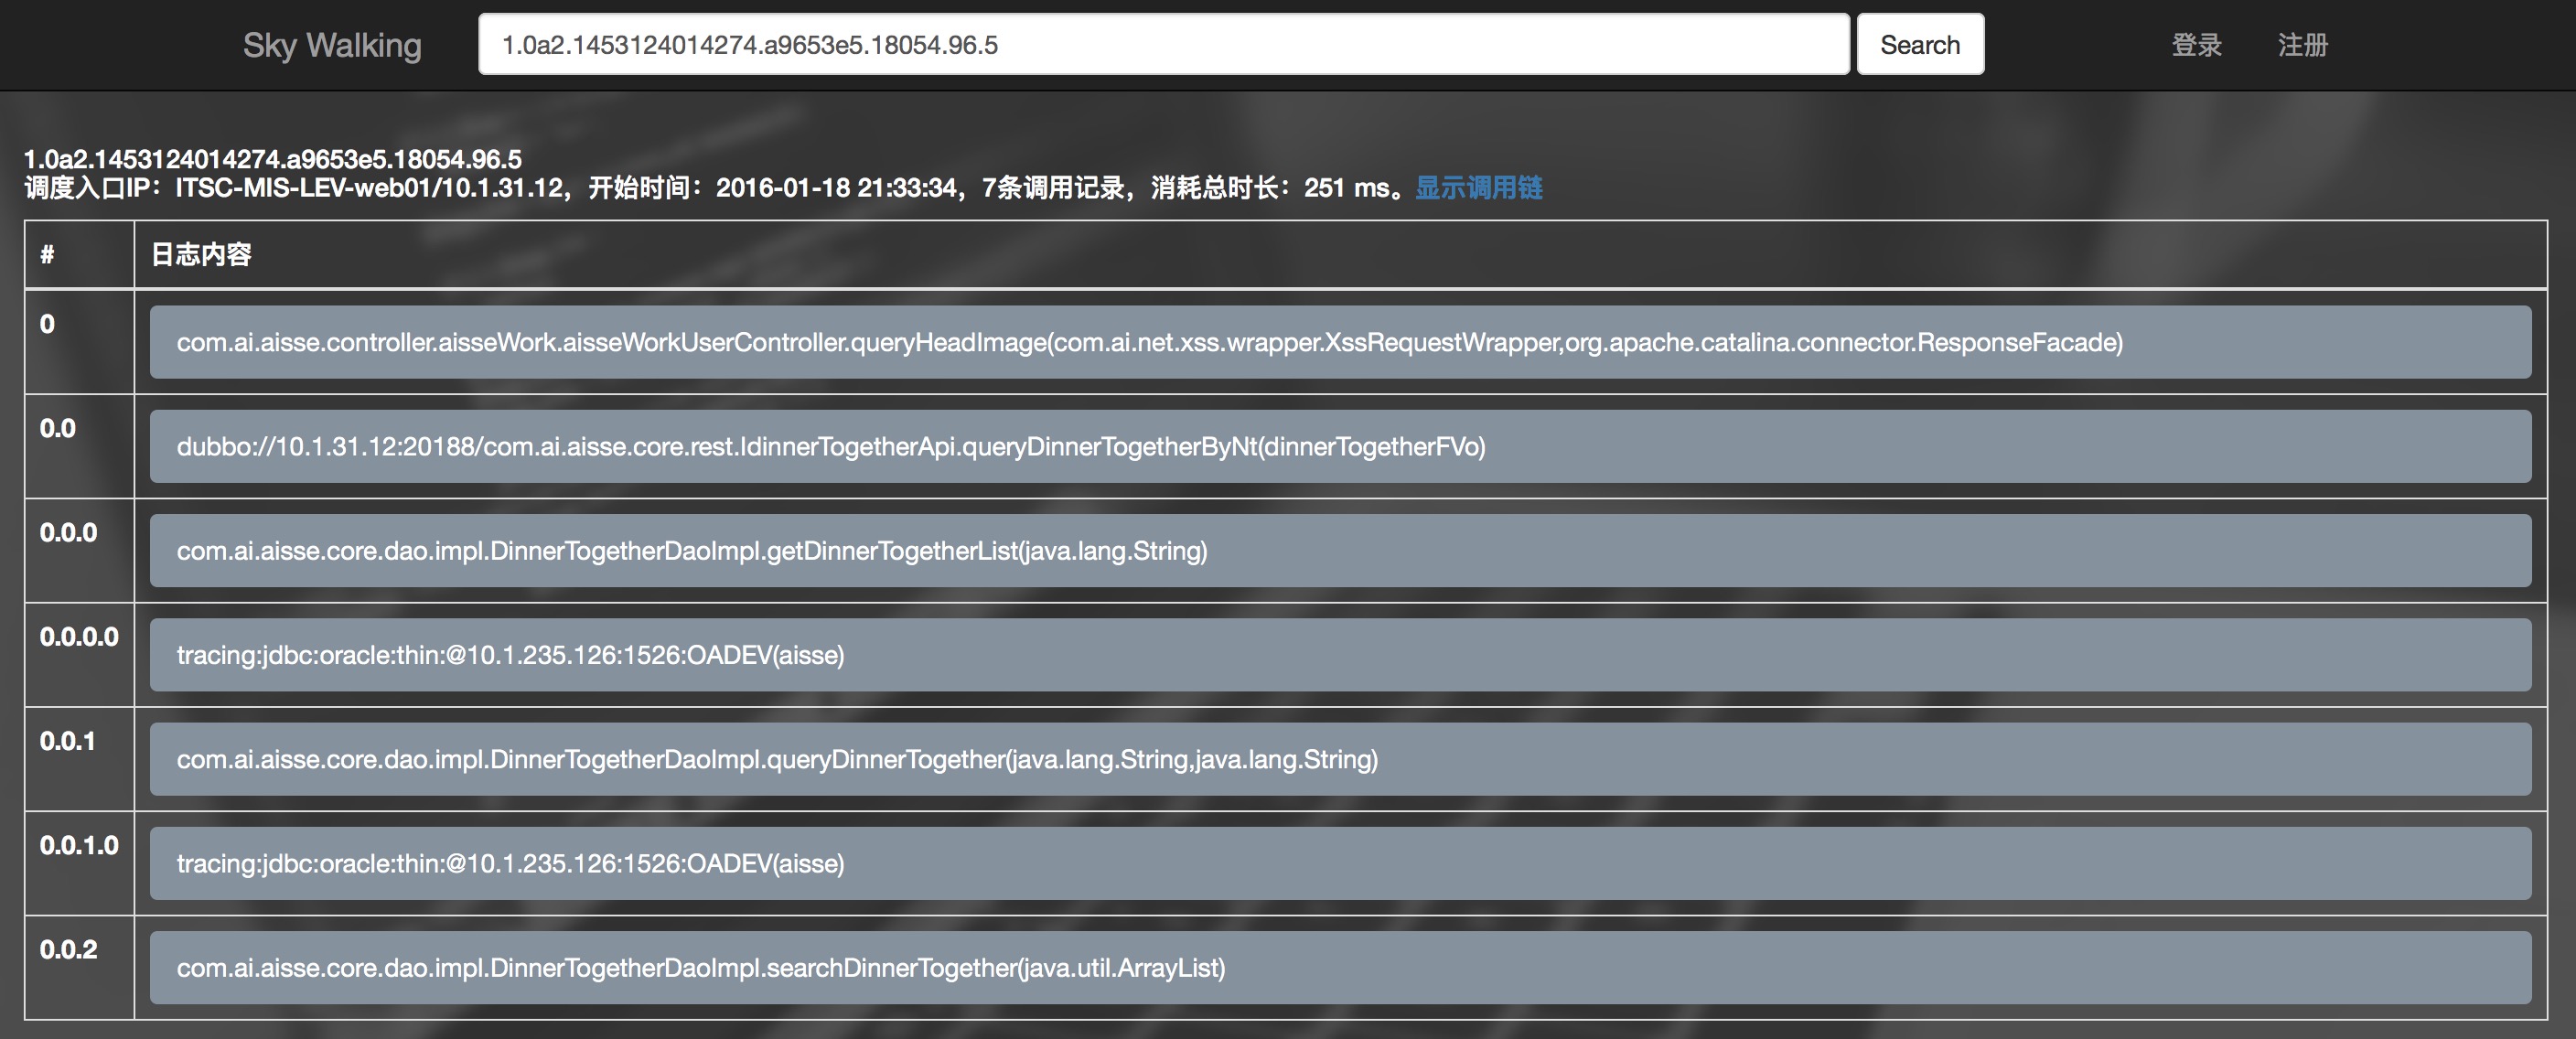 Sky Walking 1.0a2.1453124014274.a9653e5.18054.96.5 Search 登录 注册
1.0a2.1453124014274.a9653e5.18054.96.5
调度入口IP：ITSC-MIS-LEV-web01/10.1.31.12，开始时间：2016-01-18 21:33:34，7条调用记录，消耗总时长：251 ms。显示调用链
# 日志内容
0 com.ai.aisse.controller.aisseWork.aisseWorkUserController.queryHeadImage(com.ai.net.xss.wrapper.XssRequestWrapper,org.apache.catalina.connector.ResponseFacade)
0.0 dubbo://10.1.31.12:20188/com.ai.aisse.core.rest.IdinnerTogetherApi.queryDinnerTogetherByNt(dinnerTogetherFVo)
0.0.0 com.ai.aisse.core.dao.impl.DinnerTogetherDaoImpl.getDinnerTogetherList(java.lang.String)
0.0.0.0 tracing:jdbc:oracle:thin:@10.1.235.126:1526:OADEV(aisse)
0.0.1 com.ai.aisse.core.dao.impl.DinnerTogetherDaoImpl.queryDinnerTogether(java.lang.String,java.lang.String)
0.0.1.0 tracing:jdbc:oracle:thin:@10.1.235.126:1526:OADEV(aisse)
0.0.2 com.ai.aisse.core.dao.impl.DinnerTogetherDaoImpl.searchDinnerTogether(java.util.ArrayList)